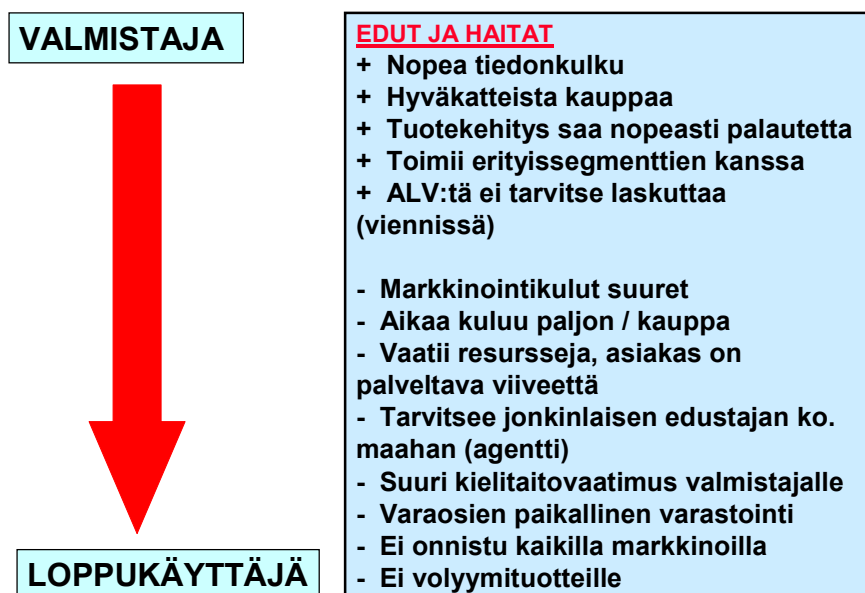 VALMISTAJA
LOPPUKÄYTTÄJÄ
EDUT JA HAITAT
+ Nopea tiedonkulku
+ Hyväkatteista kauppaa
+ Tuotekehitys saa nopeasti palautetta
+ Toimii erityissegmenttien kanssa
+ ALV:tä ei tarvitse laskuttaa
(viennissä)
- Markkinointikulut suuret
- Aikaa kuluu paljon / kauppa
- Vaatii resursseja, asiakas on
palveltava viiveettä
- Tarvitsee jonkinlaisen edustajan ko.
maahan (agentti)
- Suuri kielitaitovaatimus valmistajalle
- Varaosien paikallinen varastointi
- Ei onnistu kaikilla markkinoilla
- Ei volyymituotteille